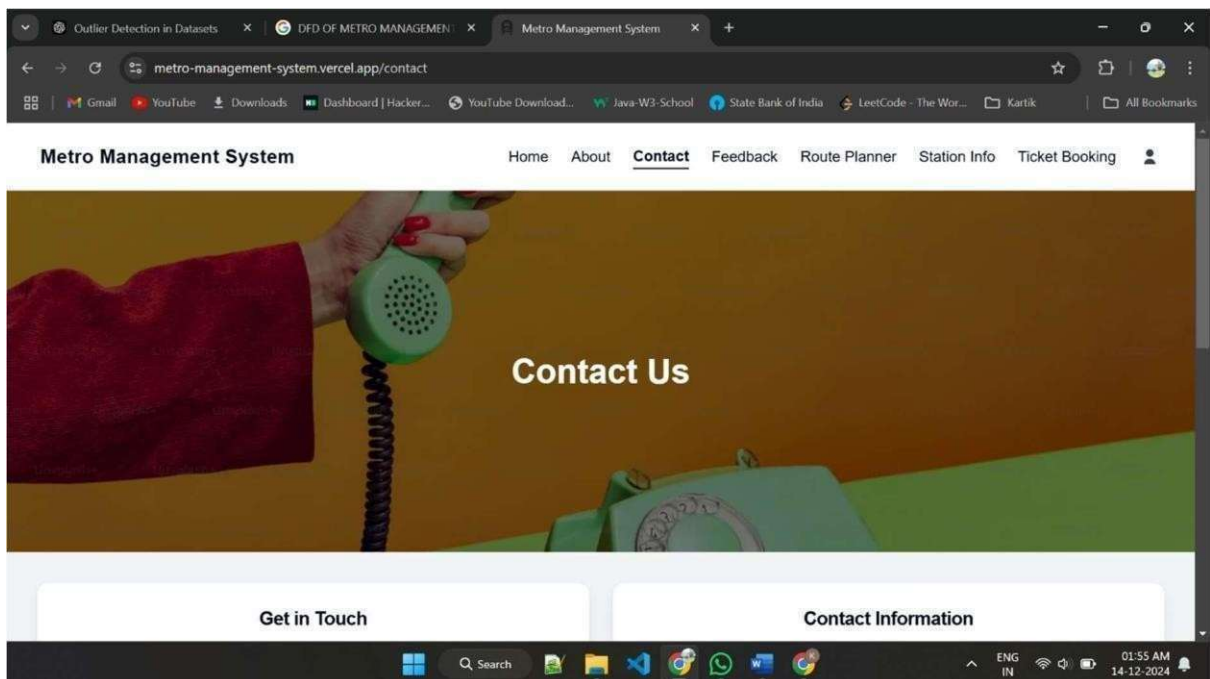 Outlier Detection in Datasets
DFD OF METRO MANAGEMENT
Metro Management System
metro-management-system.vercel.app/contact
Gmail
YouTube
Downloads
Dashboard | Hacker...
YouTube Download...
Java-W3-School
State Bank of India
LeetCode - The Wor...
Kartik
All Bookmarks
Metro Management System
Home
About
Contact
Feedback
Route Planner
Station Info
Ticket Booking
Contact Us
Get in Touch
Contact Information
Search
ENG
IN
01:55 AM
14-12-2024